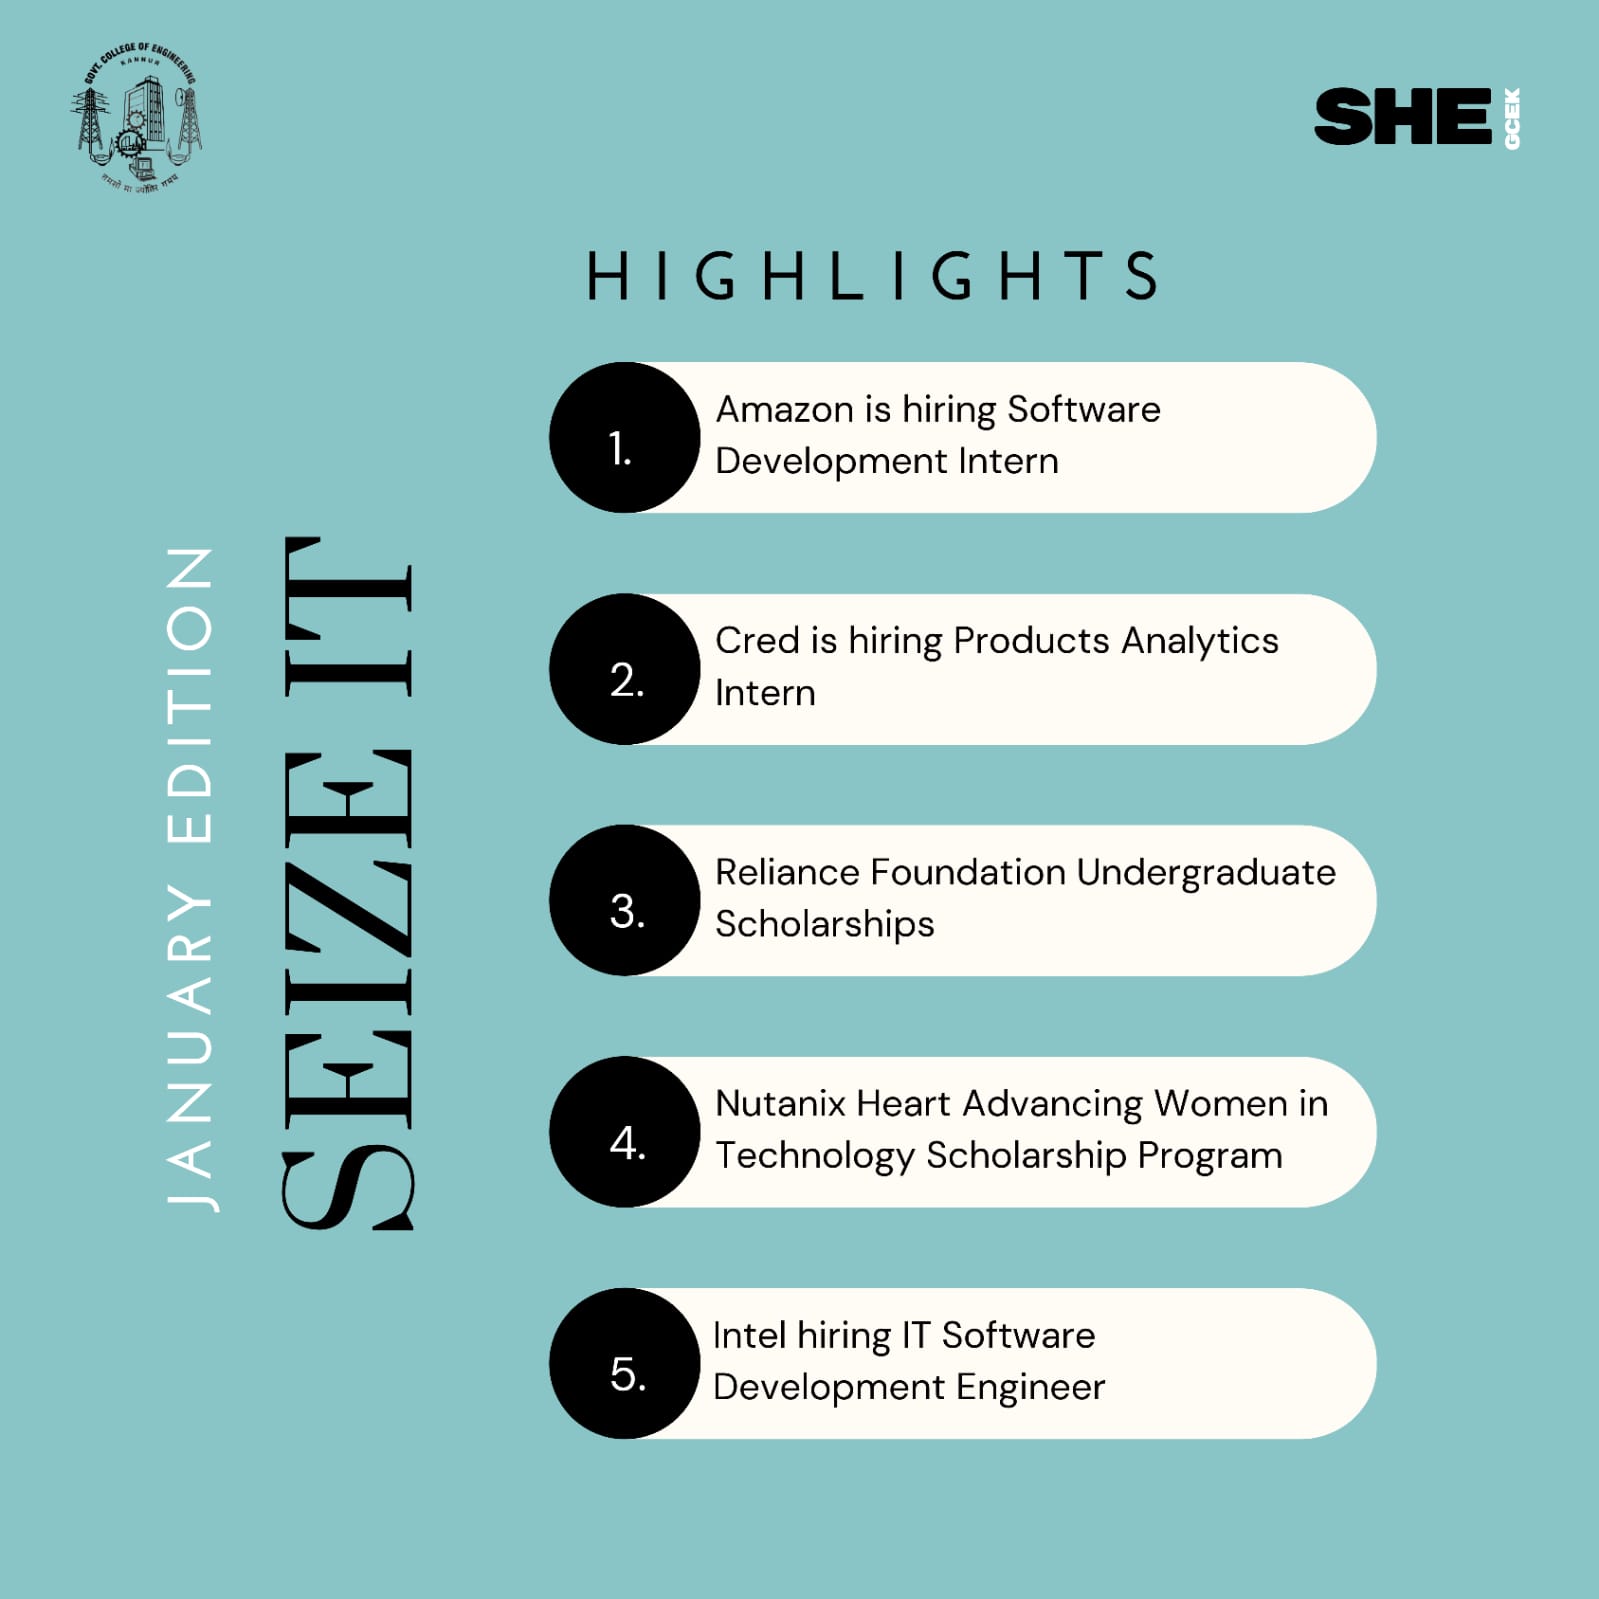 GOVT. COLLEGE OF ENGINEERING
KANNUR
तमसो मा ज्योतिर गमय
SHE
GCEK
HIGHLIGHTS
JANUARY EDITION
SEIZE IT
1.
Amazon is hiring Software
Development Intern
2.
Cred is hiring Products Analytics
Intern
3.
Reliance Foundation Undergraduate
Scholarships
4.
Nutanix Heart Advancing Women in
Technology Scholarship Program
5.
Intel hiring IT Software
Development Engineer